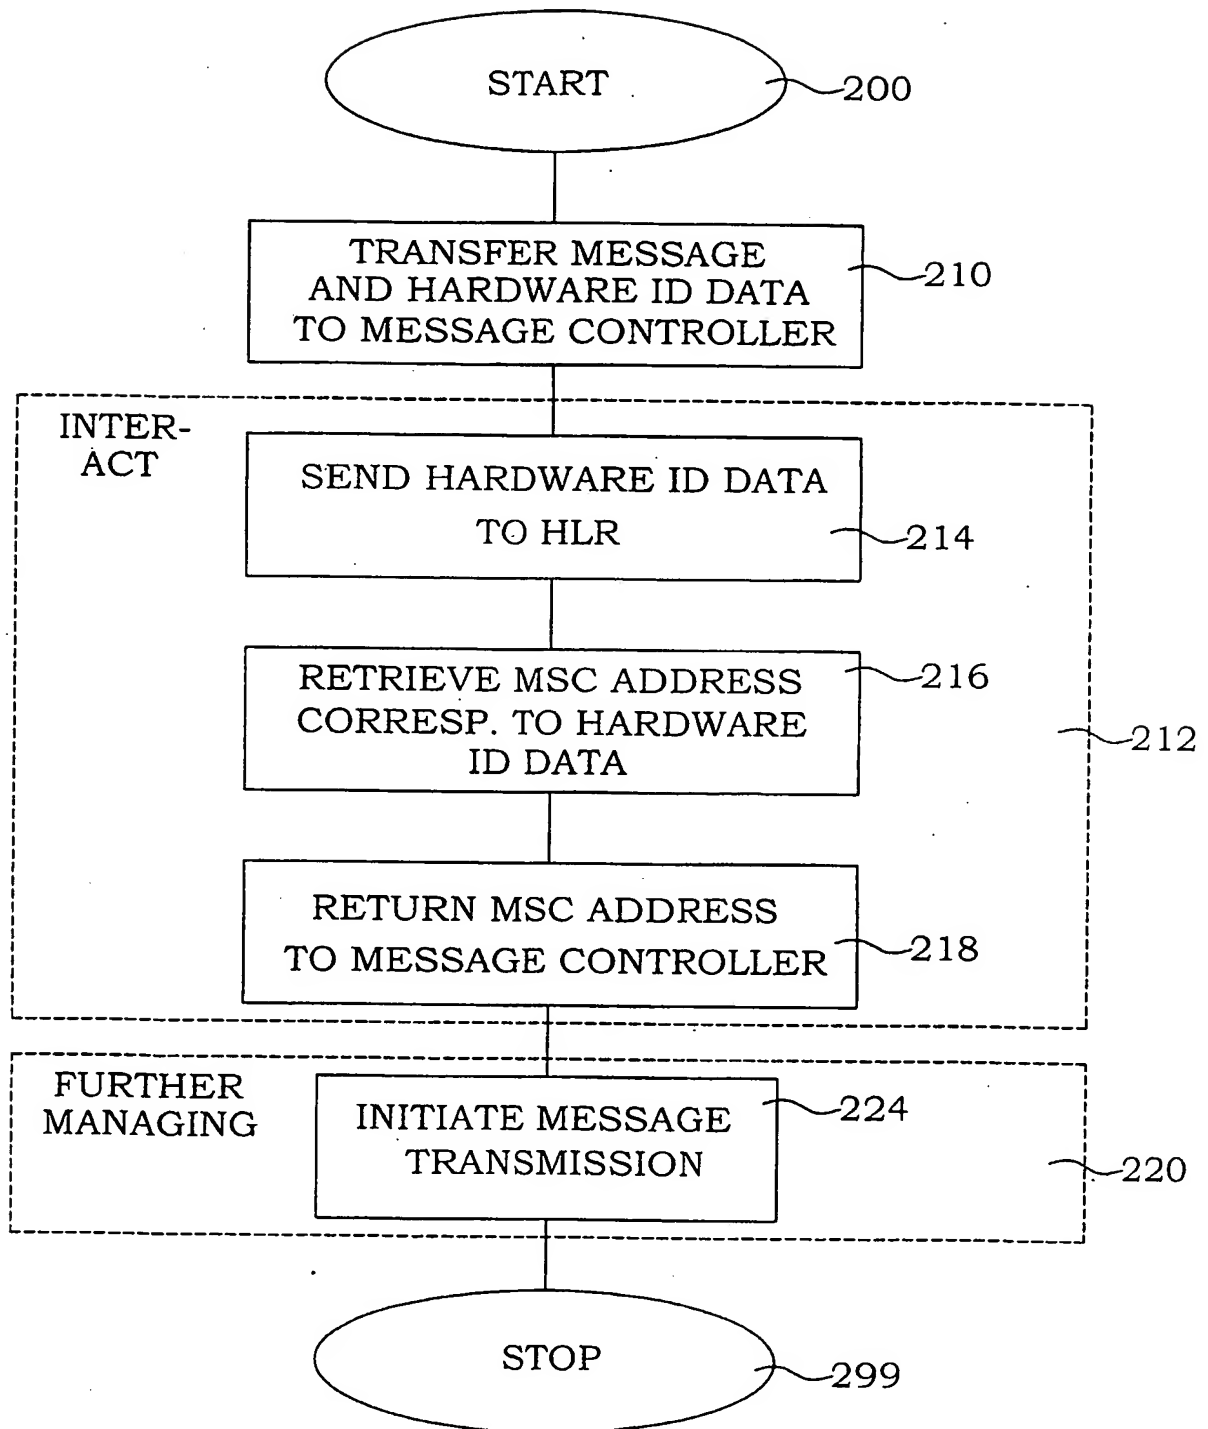 START
200
TRANSFER MESSAGE
AND HARDWARE ID DATA
TO MESSAGE CONTROLLER
210
INTER-
ACT
SEND HARDWARE ID DATA
TO HLR
214
RETRIEVE MSC ADDRESS
CORRESP. TO HARDWARE
ID DATA
216
212
RETURN MSC ADDRESS
TO MESSAGE CONTROLLER
218
FURTHER
MANAGING
INITIATE MESSAGE
TRANSMISSION
224
220
STOP
299